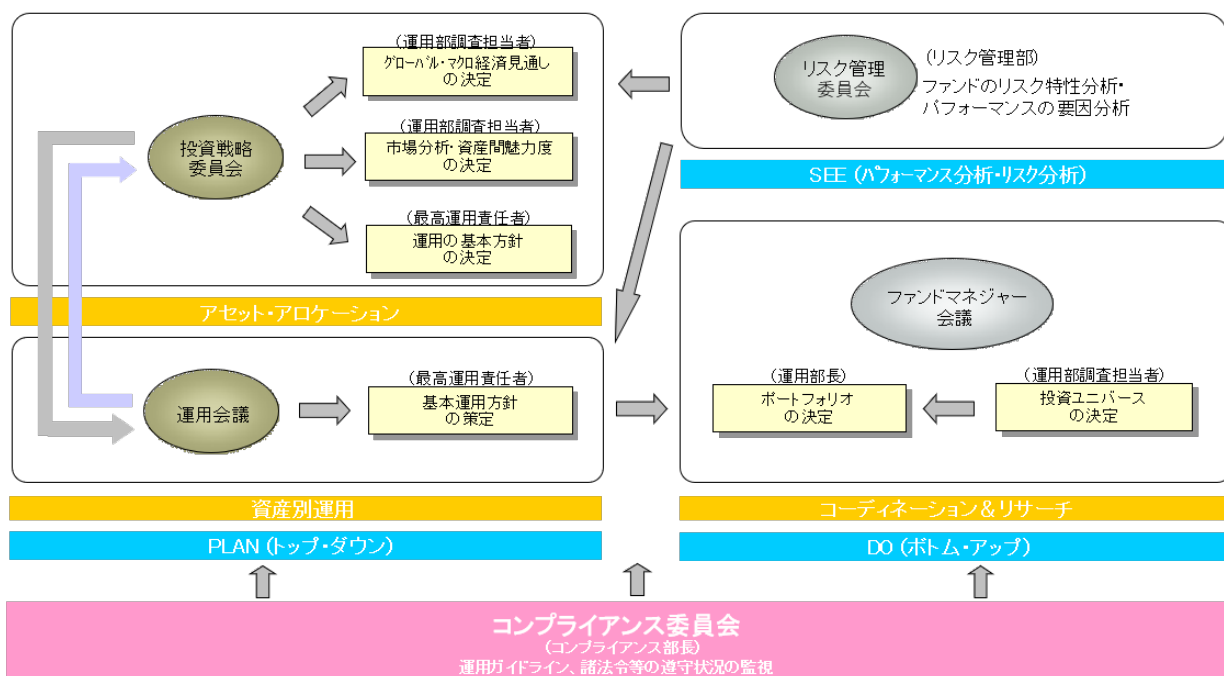 (運用部調査担当者)
グローバル・マクロ経済見通し
の決定
投資戦略
委員会
(運用部調査担当者)
市場分析・資産間魅力度
の決定
(最高運用責任者)
運用の基本方針
の決定
アセット・アロケーション
運用会議
(最高運用責任者)
基本運用方針
の策定
資産別運用
PLAN (トップ・ダウン)
リスク管理
委員会
(リスク管理部)
ファンドのリスク特性分析・
パフォーマンスの要因分析
SEE (パフォーマンス分析・リスク分析)
ファンドマネジャー
会議
(運用部長)
ポートフォリオ
の決定
(運用部調査担当者)
投資ユニバース
の決定
コーディネーション&リサーチ
DO (ボトム・アップ)
コンプライアンス委員会
(コンプライアンス部長)
運用ガイドライン、諸法令等の遵守状況の監視